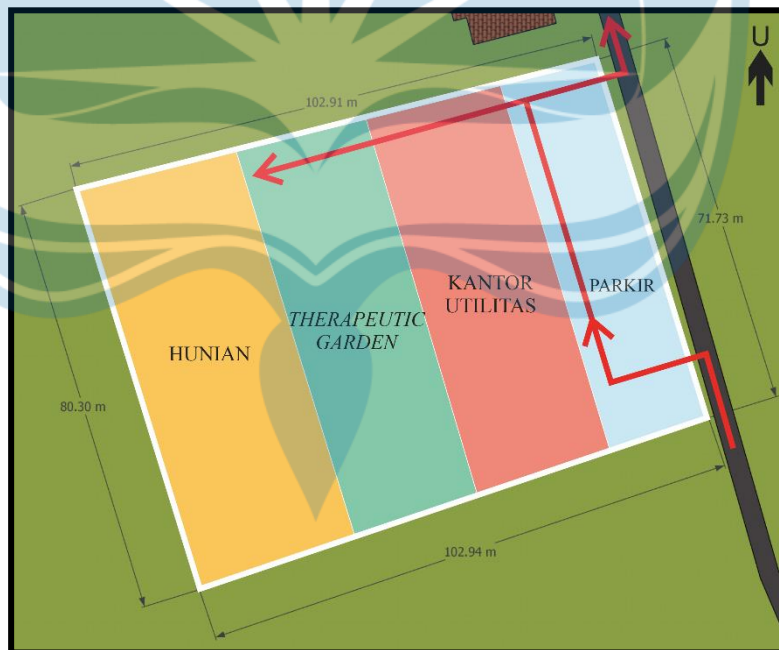 U
102.91 m
71.73 m
KANTOR
UTILITAS
PARKIR
THERAPEUTIC
GARDEN
HUNIAN
80.30 m
102.94 m